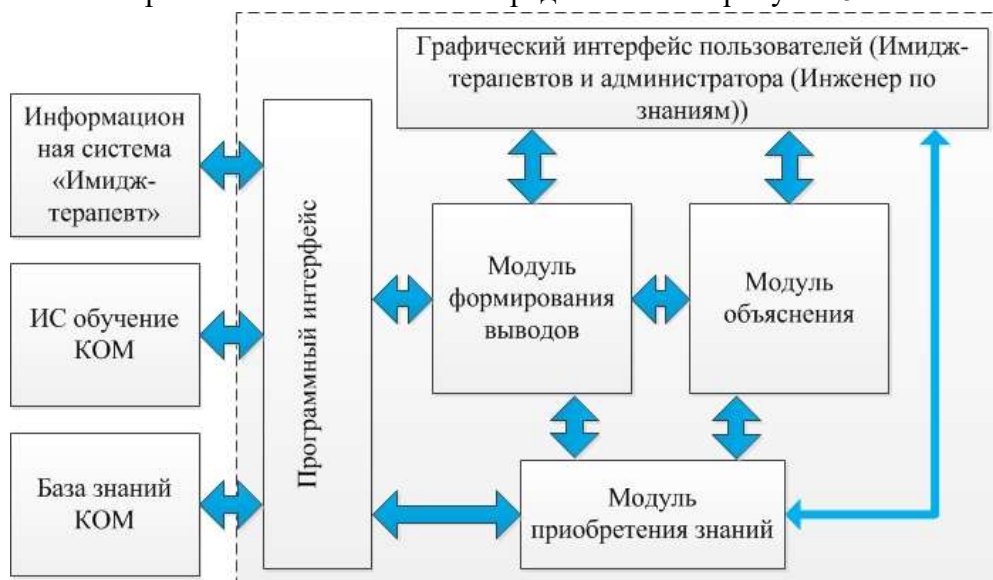 Графический интерфейс пользователей (Имидж-
терапевтов и администратора (Инженер по
знаниям))
Информацион
ная система
«Имидж-
терапевт»
ИС обучение
КОМ
База знаний
КОМ
Программный интерфейс
Модуль
формирования
выводов
Модуль
объяснения
Модуль
приобретения знаний